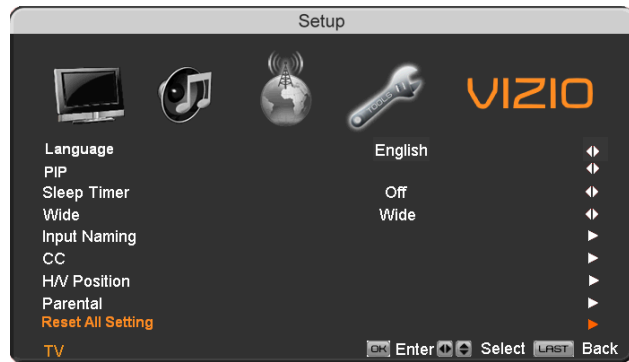 Setup
TOOLS
VIZIO
Language English
PIP
Sleep Timer Off
Wide Wide
Input Naming
CC
H/V Position
Parental
Reset All Setting
TV OK Enter Select LAST Back